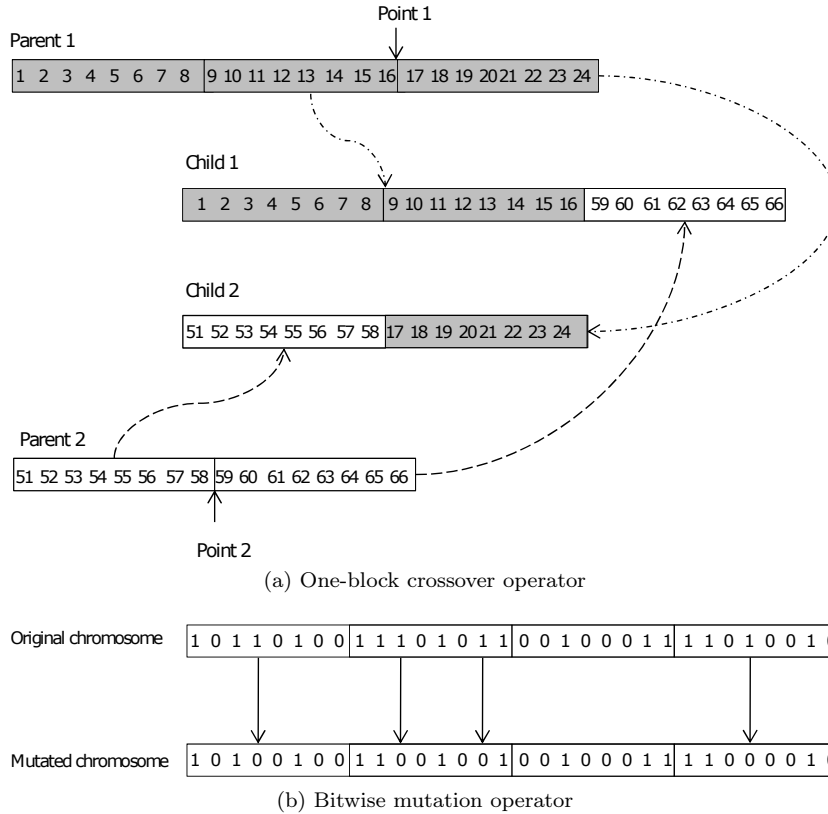 Point 1
Parent 1
1 2 3 4 5 6 7 8 9 10 11 12 13 14 15 16 17 18 19 20 21 22 23 24
Child 1
1 2 3 4 5 6 7 8 9 10 11 12 13 14 15 16 59 60 61 62 63 64 65 66
Child 2
51 52 53 54 55 56 57 58 17 18 19 20 21 22 23 24
Parent 2
51 52 53 54 55 56 57 58 59 60 61 62 63 64 65 66
Point 2
(a) One-block crossover operator
Original chromosome 1 0 1 1 0 1 0 0 1 1 1 0 1 0 1 1 0 0 1 0 0 0 1 1 1 1 0 1 0 0 1 0
Mutated chromosome 1 0 1 0 0 1 0 0 1 1 0 0 1 0 0 1 0 0 1 0 0 0 1 1 1 1 0 0 0 0 1 0
(b) Bitwise mutation operator